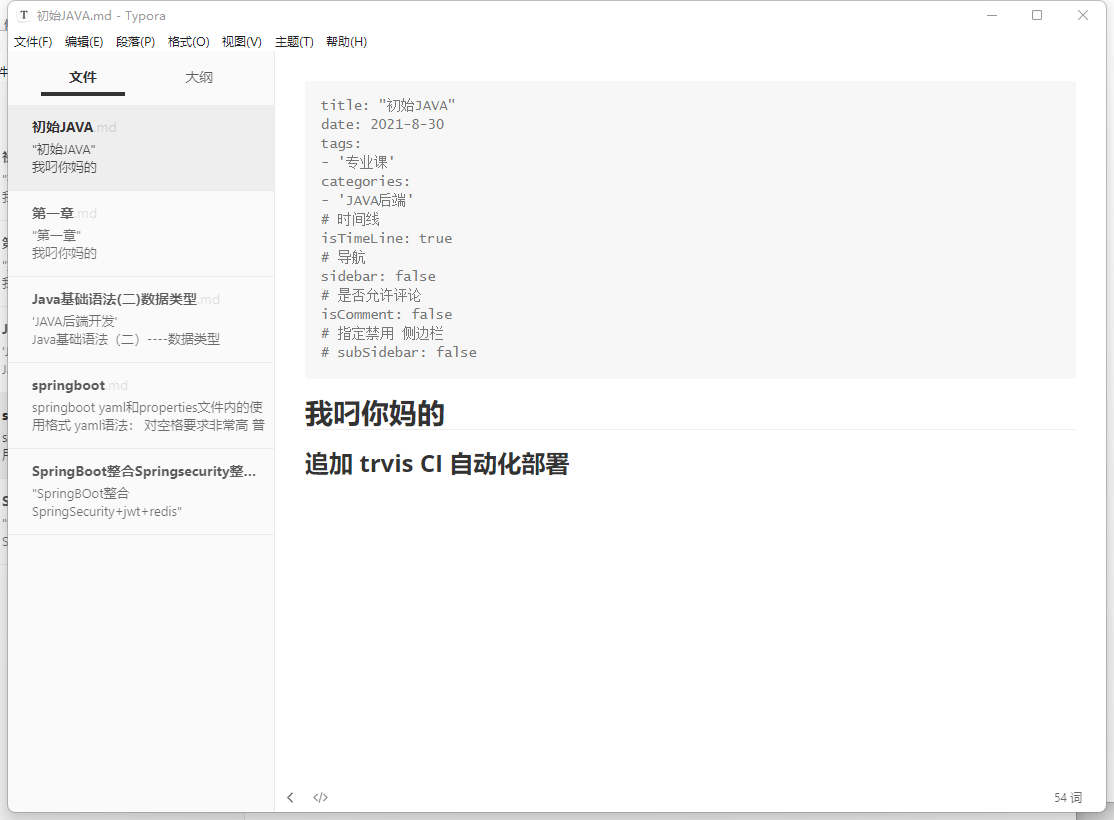 初始JAVA.md - Typora
文件(F) 编辑(E) 段落(P) 格式(O) 视图(V) 主题(T) 帮助(H)
文件 大纲
初始JAVA.md
"初始JAVA"
我叼你妈的
第一章.md
"第一章"
我叼你妈的
Java基础语法(二)数据类型.md
'JAVA后端开发'
Java基础语法（二）----数据类型
springboot.md
springboot yaml和properties文件内的使
用格式 yaml语法： 对空格要求非常高 普
SpringBoot整合Springsecurity整...
"SpringBOot整合
SpringSecurity+jwt+redis"
title: "初始JAVA"
date: 2021-8-30
tags:
- '专业课'
categories:
- 'JAVA后端'
# 时间线
isTimeLine: true
# 导航
sidebar: false
# 是否允许评论
isComment: false
# 指定禁用 侧边栏
# subSidebar: false
我叼你妈的
追加 trvis CI 自动化部署
54 词